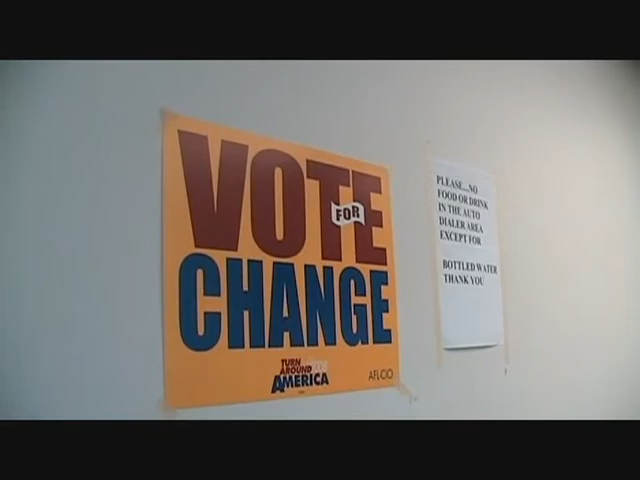 VOTE
FOR
CHANGE
TURN
AROUND
AMERICA
AFL-CIO
PLEASE....NO
FOOD OR DRINK
IN THE AUTO
DIALER AREA
EXCEPT FOR
BOTTLED WATER
THANK YOU